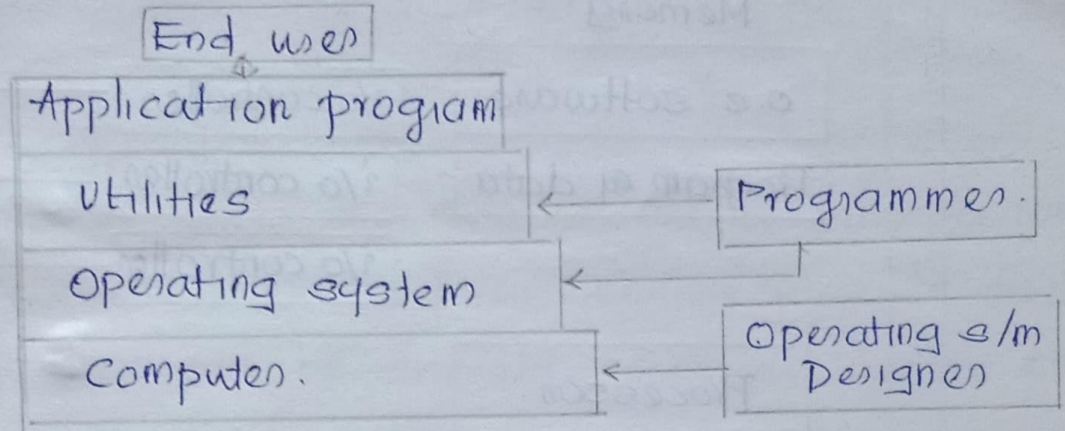 End user
Application program
Utilities
Programmer.
Operating system
Operating s/m
Designer
Computer.